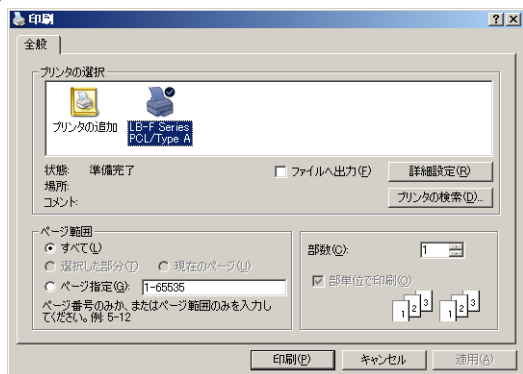 印刷
全般
プリンタの選択
プリンタの追加
LB-F Series
PCL/Type A
状態: 準備完了
場所:
コメント:
ファイルへ出力(F)
詳細設定(R)
プリンタの検索(D)...
ページ範囲
すべて(L)
選択した部分(T) 現在のページ(U)
ページ指定(G): 1-65535
ページ番号のみか、またはページ範囲のみを入力し
てください。例: 5-12
部数(C): 1
部単位で印刷(O)
1 2 3 1 2 3
印刷(P) キャンセル 適用(A)